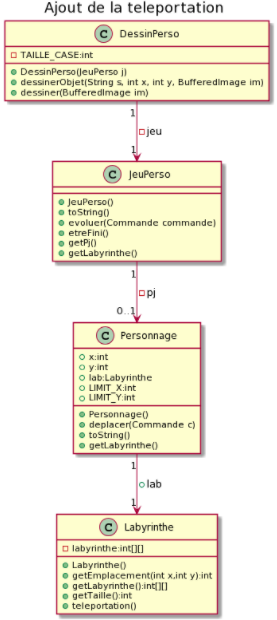 Ajout de la teleportation
C DessinPerso
TAILLE_CASE:int
DessinPerso(JeuPerso j)
dessinerObjet(String s, int x, int y, BufferedImage im)
dessiner(BufferedImage im)
1
jeu
1
C JeuPerso
JeuPerso()
toString()
evoluer(Commande commande)
etreFini()
getPj()
getLabyrinthe()
1
pj
0..1
C Personnage
x:int
y:int
lab:Labyrinthe
LIMIT_X:int
LIMIT_Y:int
Personnage()
deplacer(Commande c)
toString()
getLabyrinthe()
1
lab
1
C Labyrinthe
labyrinthe:int[][]
Labyrinthe()
getEmplacement(int x,int y):int
getLabyrinthe():int[][]
getTaille():int
teleportation()